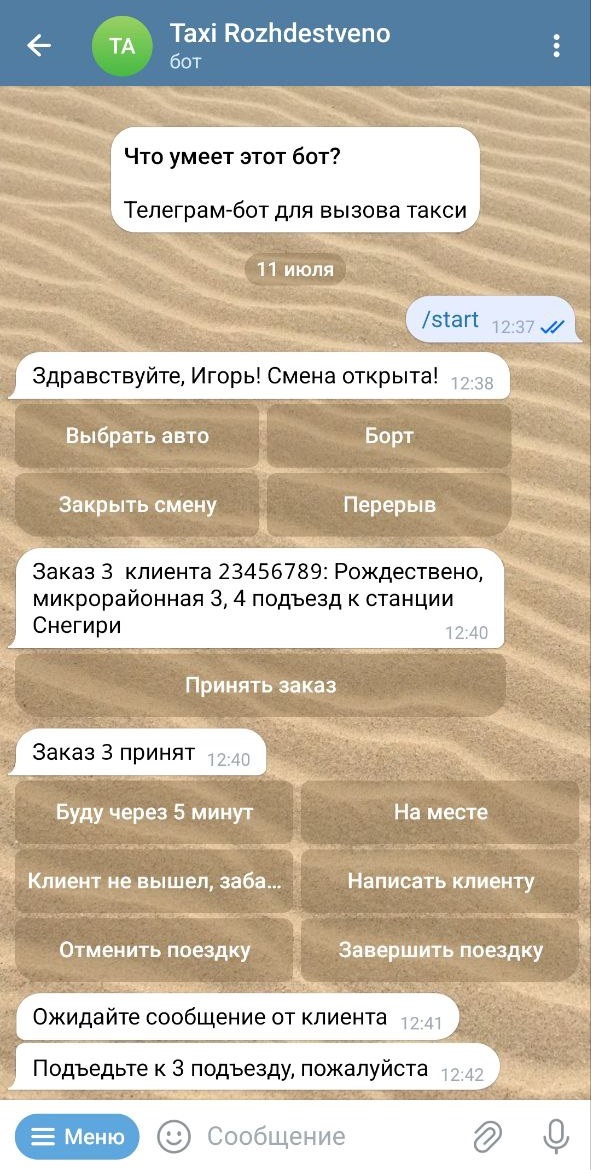 TA
Taxi Rozhdestveno
бот
Что умеет этот бот?
Телеграм-бот для вызова такси
11 июля
/start 12:37
Здравствуйте, Игорь! Смена открыта! 12:38
Выбрать авто Борт
Закрыть смену Перерыв
Заказ 3 клиента 23456789: Рождествено,
микрорайонная 3, 4 подъезд к станции
Снегири 12:40
Принять заказ
Заказ 3 принят 12:40
Буду через 5 минут На месте
Клиент не вышел, заба... Написать клиенту
Отменить поездку Завершить поездку
Ожидайте сообщение от клиента 12:41
Подъедьте к 3 подъезду, пожалуйста 12:42
Меню Сообщение